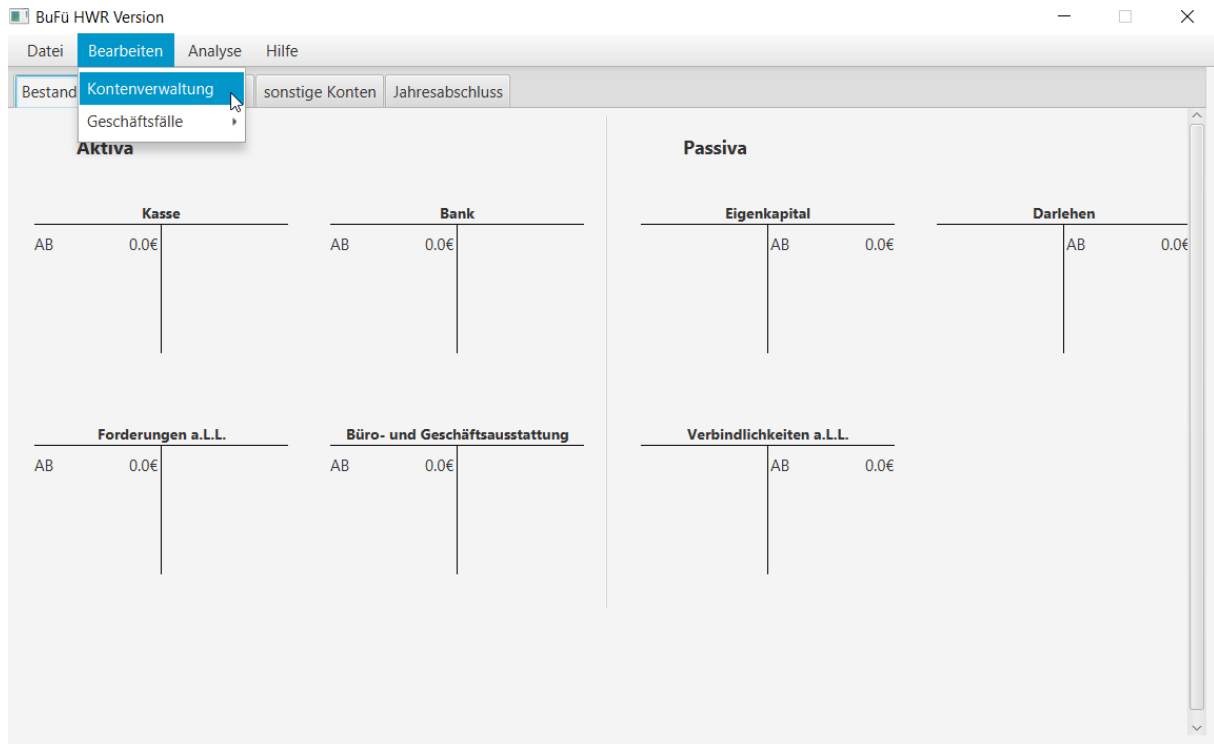 BuFü HWR Version
Datei Bearbeiten Analyse Hilfe
Kontenverwaltung
Geschäftsfälle
Bestand sonstige Konten Jahresabschluss
Aktiva Passiva
Kasse Bank Eigenkapital Darlehen
AB 0.0€ AB 0.0€ AB 0.0€ AB 0.0€
Forderungen a.L.L. Büro- und Geschäftsausstattung Verbindlichkeiten a.L.L.
AB 0.0€ AB 0.0€ AB 0.0€